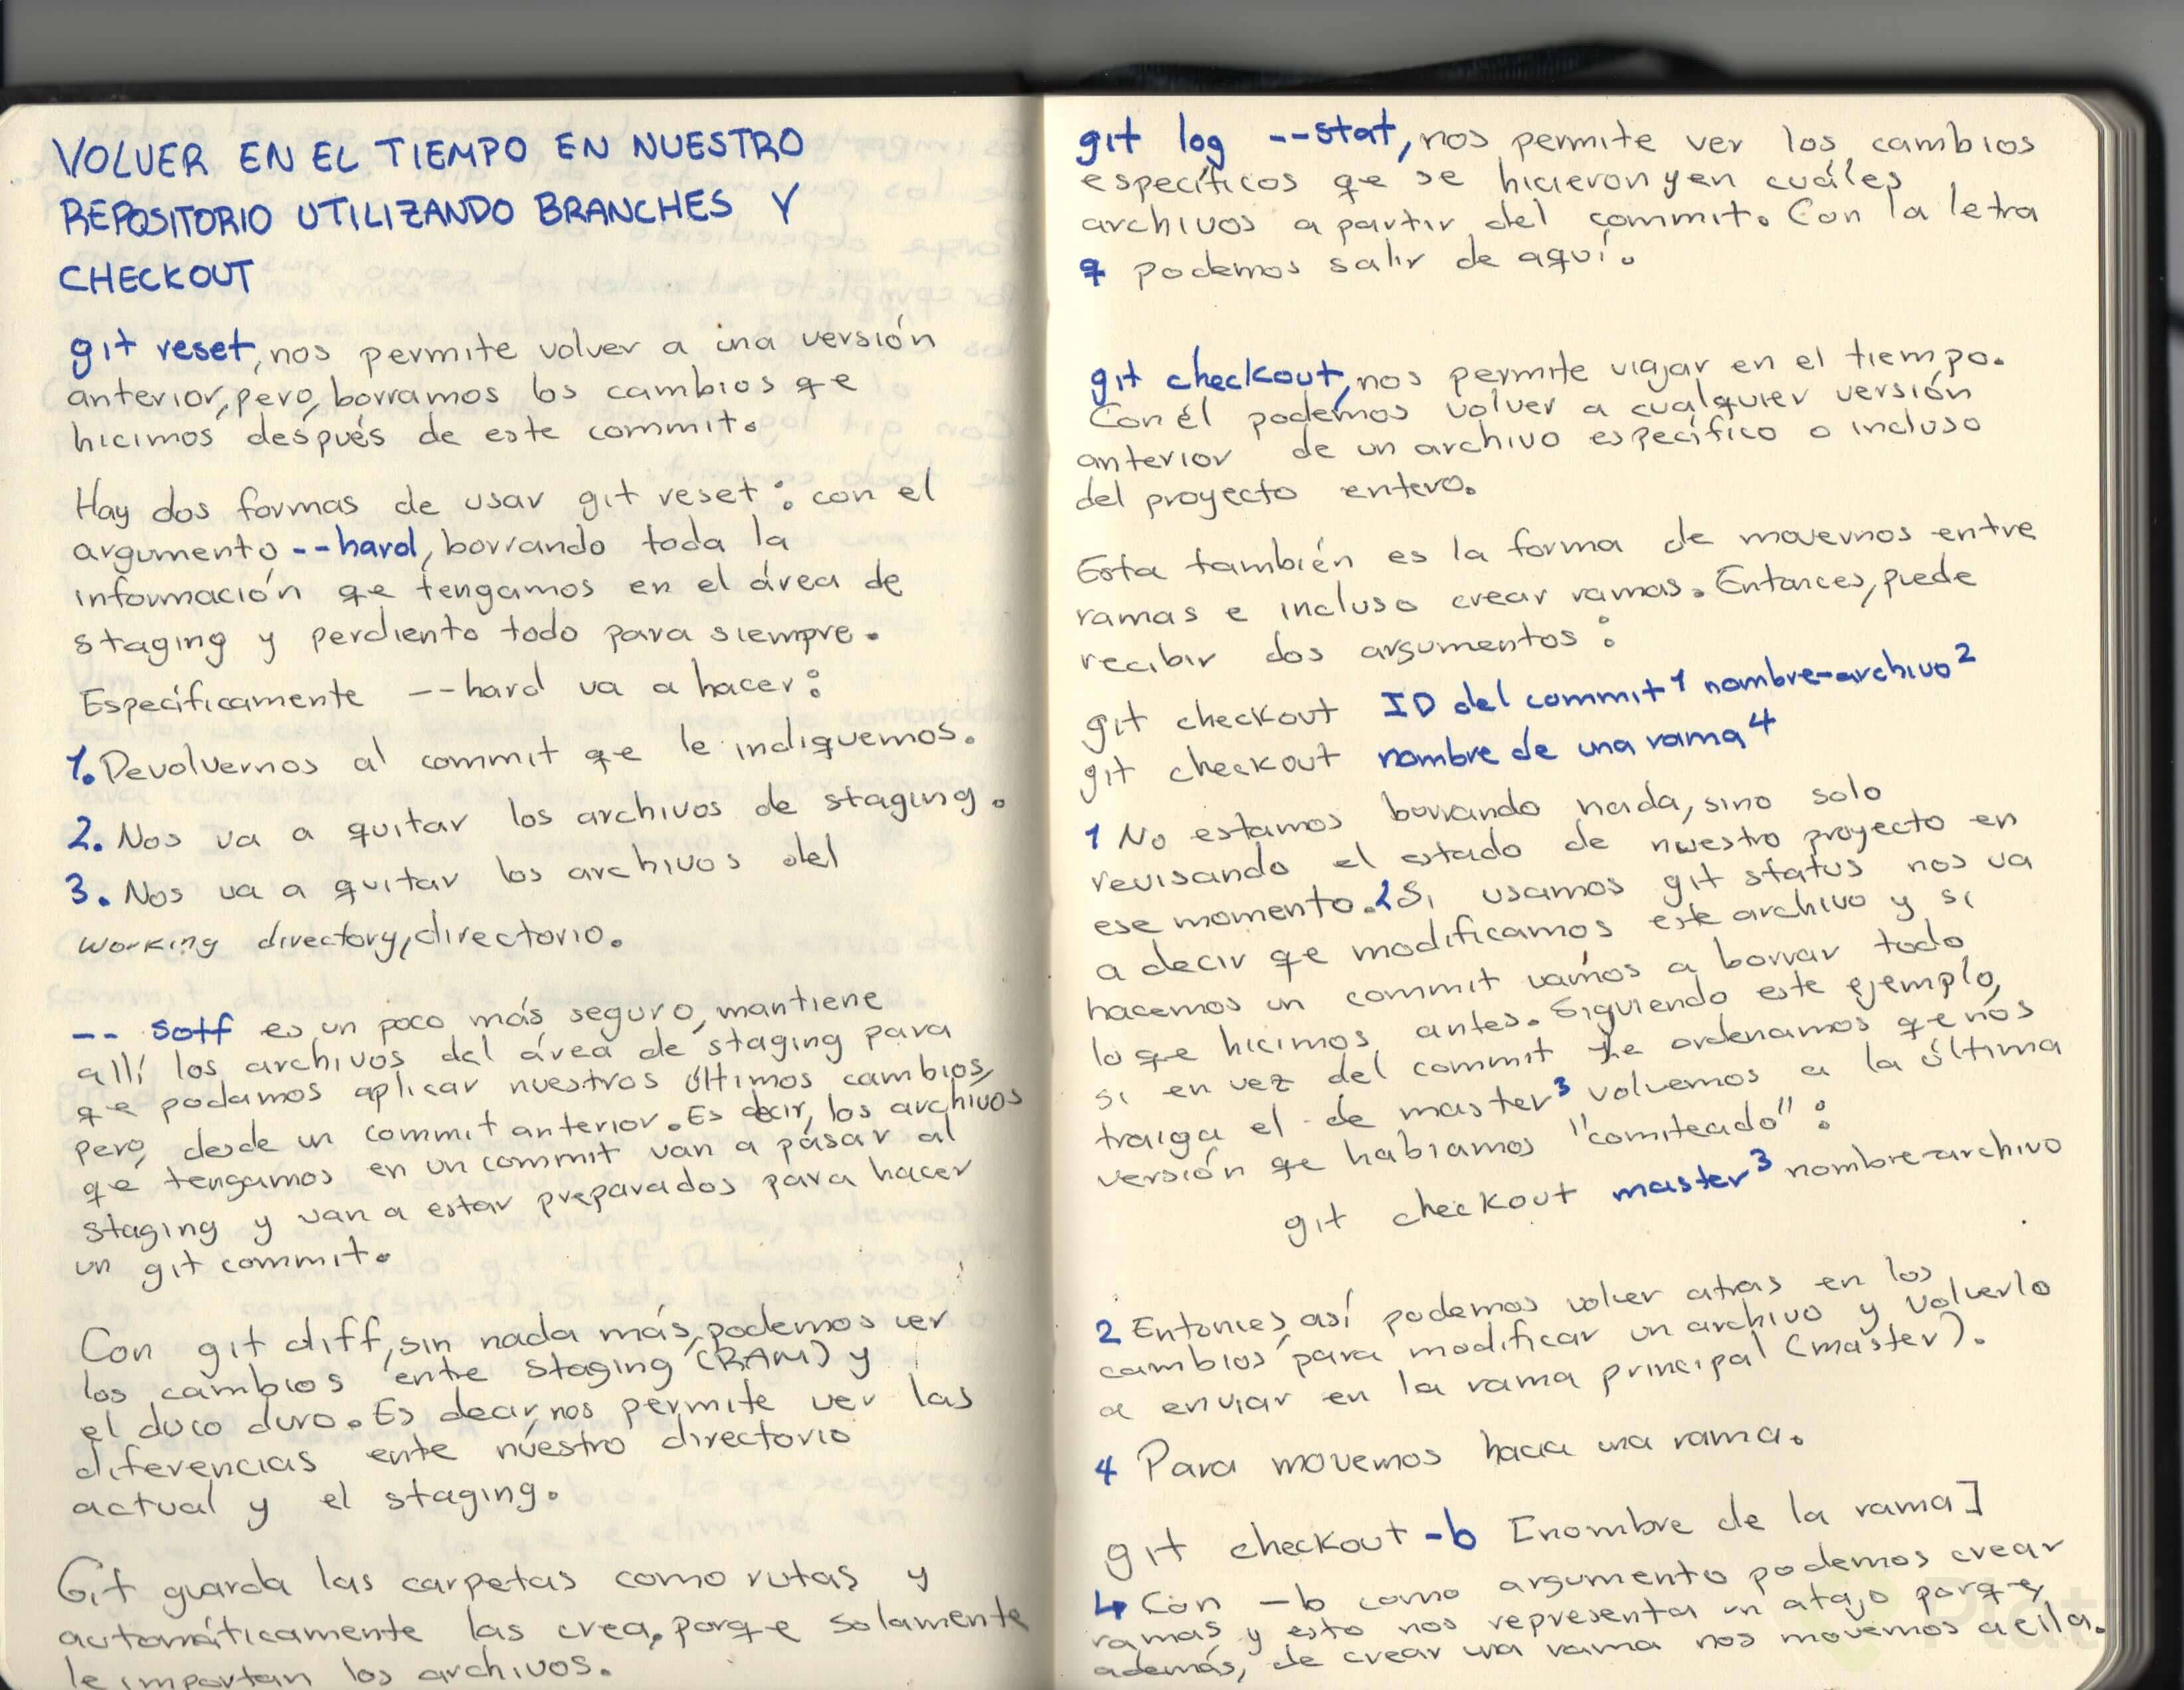 VOLVER EN EL TIEMPO EN NUESTRO
REPOSITORIO UTILIZANDO BRANCHES Y
CHECKOUT
git reset, nos permite volver a una versión
anterior, pero, borramos los cambios qe
hicimos después de este commit.
Hay dos formas de usar git reset: con el
argumento --hard, borrando toda la
información qe tengamos en el área de
staging y perdiento todo para siempre.
Específicamente --hard va a hacer:
1. Devolvernos al commit qe le indiquemos.
2. Nos va a quitar los archivos de staging.
3. Nos va a quitar los archivos del
working directory, directorio.
-- soft es un poco más seguro, mantiene
allí los archivos del área de staging para
qe podamos aplicar nuestros últimos cambios,
pero, desde un commit anterior. Es decir, los archivos
qe tengamos en un commit van a pasar al
staging y van a estar preparados para hacer
un git commit.
Con git diff, sin nada más, podemos ver
los cambios ente staging (RAM) y
el disco duro. Es decir, nos permite ver las
diferencias ente nuestro directorio
actual y el staging.
Git guarda las carpetas como rutas y
automáticamente las crea, porqe solamente
le importan los archivos.
git log --stat, nos permite ver los cambios
específicos qe se hicieron y en cuáles
archivos a partir del commit. Con la letra
q podemos salir de aquí.
git checkout, nos permite viajar en el tiempo.
Con él podemos volver a cualquier versión
anterior de un archivo específico o incluso
del proyecto entero.
Esta también es la forma de movernos entre
ramas e incluso crear ramas. Entonces, puede
recibir dos argumentos:
git checkout ID del commit¹ nombre-archivo²
git checkout nombre de una rama⁴
1 No estamos borrando nada, sino solo
revisando el estado de nuestro proyecto en
ese momento. 2 Si usamos git status nos va
a decir qe modificamos este archivo y si
hacemos un commit vamos a borrar todo
lo qe hicimos antes. Siguiendo este ejemplo,
si en vez del commit le ordenamos qe nos
traiga el de master³ volvemos a la última
versión qe habíamos "comiteado":
git checkout master³ nombre-archivo
2 Entonces, así podemos volver atras en los
cambios para modificar un archivo y volverlo
a enviar en la rama principal (master).
4 Para movernos hacia una rama.
git checkout -b [nombre de la rama]
↳ Con -b como argumento podemos crear
ramas y esto nos representa un atajo porqe,
además, de crear una rama nos movemos a ella.
Plat